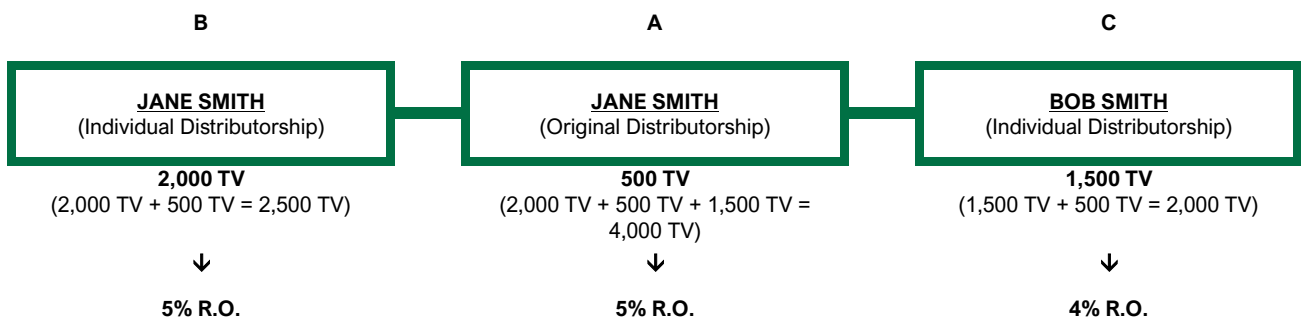 B
A
C
JANE SMITH
(Individual Distributorship)
JANE SMITH
(Original Distributorship)
BOB SMITH
(Individual Distributorship)
2,000 TV
(2,000 TV + 500 TV = 2,500 TV)
500 TV
(2,000 TV + 500 TV + 1,500 TV =
4,000 TV)
1,500 TV
(1,500 TV + 500 TV = 2,000 TV)
5% R.O.
5% R.O.
4% R.O.